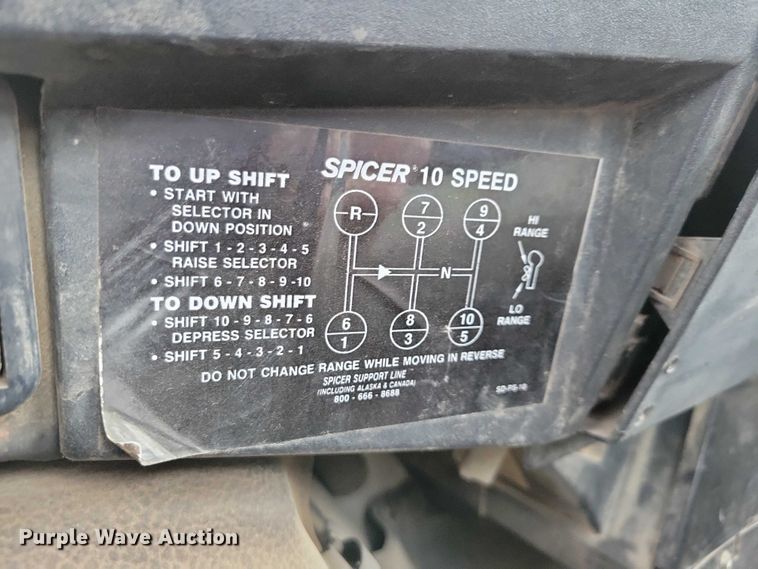 SPICER® 10 SPEED
TO UP SHIFT
• START WITH
SELECTOR IN
DOWN POSITION
• SHIFT 1 - 2 - 3 - 4 - 5
RAISE SELECTOR
• SHIFT 6 - 7 - 8 - 9 -10
TO DOWN SHIFT
• SHIFT 10 - 9 - 8 - 7 - 6
DEPRESS SELECTOR
• SHIFT 5 - 4 - 3 - 2 - 1
R
7
2
9
4
N
6
1
8
3
10
5
HI
RANGE
LO
RANGE
DO NOT CHANGE RANGE WHILE MOVING IN REVERSE
SPICER SUPPORT LINE
(INCLUDING ALASKA & CANADA)
800 - 666 - 8688
Purple Wave Auction